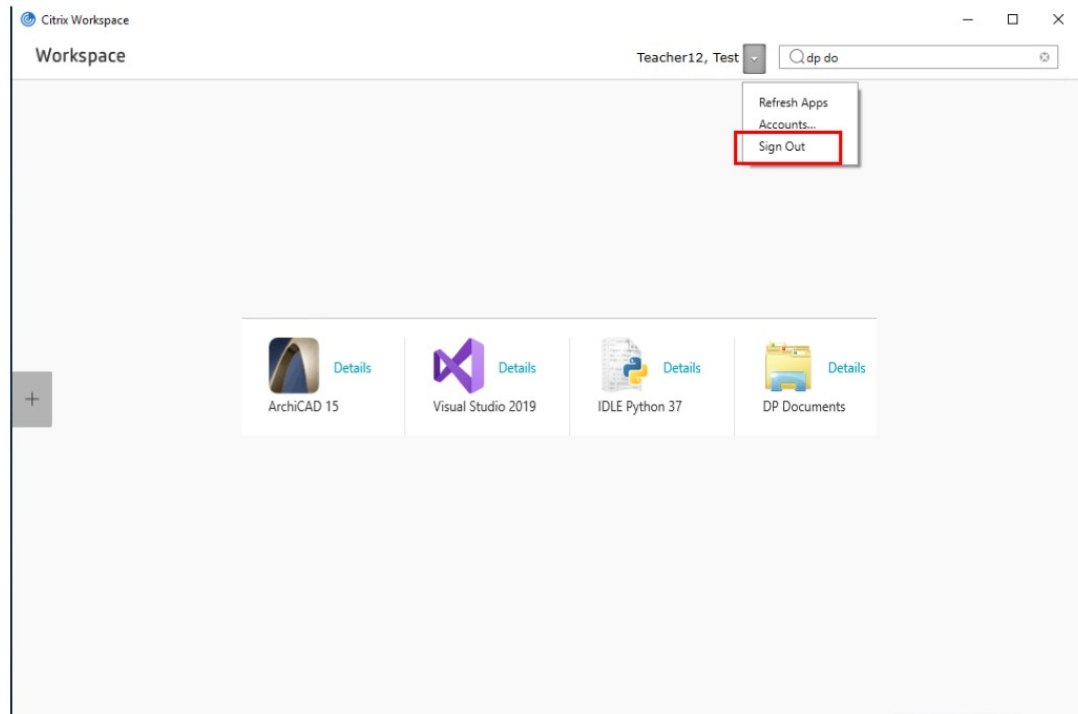 Citrix Workspace
Workspace
Teacher12, Test
dp do
Refresh Apps
Accounts...
Sign Out
Details
ArchiCAD 15
Details
Visual Studio 2019
Details
IDLE Python 37
Details
DP Documents